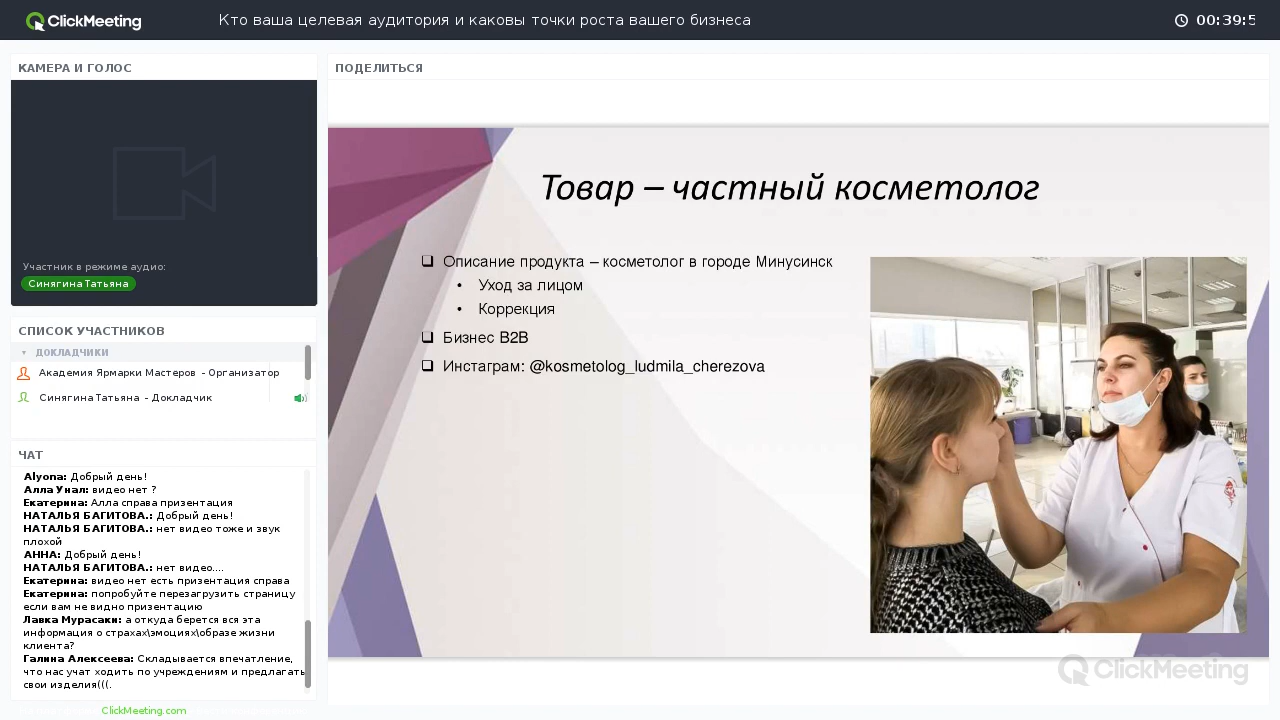 ClickMeeting
Кто ваша целевая аудитория и каковы точки роста вашего бизнеса
00:39:5
КАМЕРА И ГОЛОС
Участник в режиме аудио:
Синягина Татьяна
СПИСОК УЧАСТНИКОВ
ДОКЛАДЧИКИ
Академия Ярмарки Мастеров - Организатор
Синягина Татьяна - Докладчик
ЧАТ
Alyona: Добрый день!
Алла Унал: видео нет ?
Екатерина: Алла справа призентация
НАТАЛЬЯ БАГИТОВА.: Добрый день!
НАТАЛЬЯ БАГИТОВА.: нет видео тоже и звук
плохой
АННА: Добрый день!
НАТАЛЬЯ БАГИТОВА.: нет видео....
Екатерина: видео нет есть призентация справа
Екатерина: попробуйте перезагрузить страницу
если вам не видно призентацию
Лавка Мурасаки: а откуда берется вся эта
информация о страхах\эмоциях\образе жизни
клиента?
Галина Алексеева: Складывается впечатление,
что нас учат ходить по учреждениям и предлагать
свои изделия(((.
ClickMeeting.com
ПОДЕЛИТЬСЯ
Товар – частный косметолог
Описание продукта – косметолог в городе Минусинск
Уход за лицом
Коррекция
Бизнес B2B
Инстаграм: @kosmetolog_ludmila_cherezova
ClickMeeting